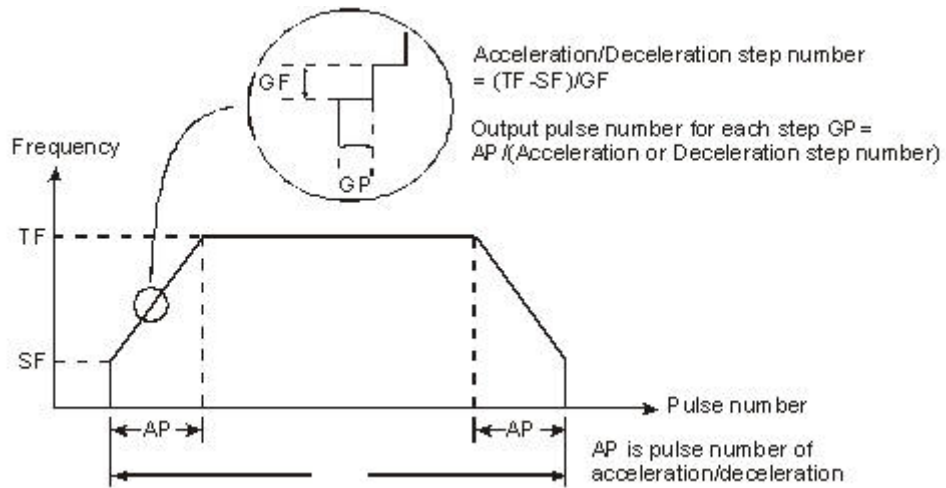 Acceleration/Deceleration step number
= (TF-SF)/GF
GF
Output pulse number for each step GP =
AP/(Acceleration or Deceleration step number)
Frequency
GP
TF
SF
Pulse number
AP
AP
AP is pulse number of
acceleration/deceleration